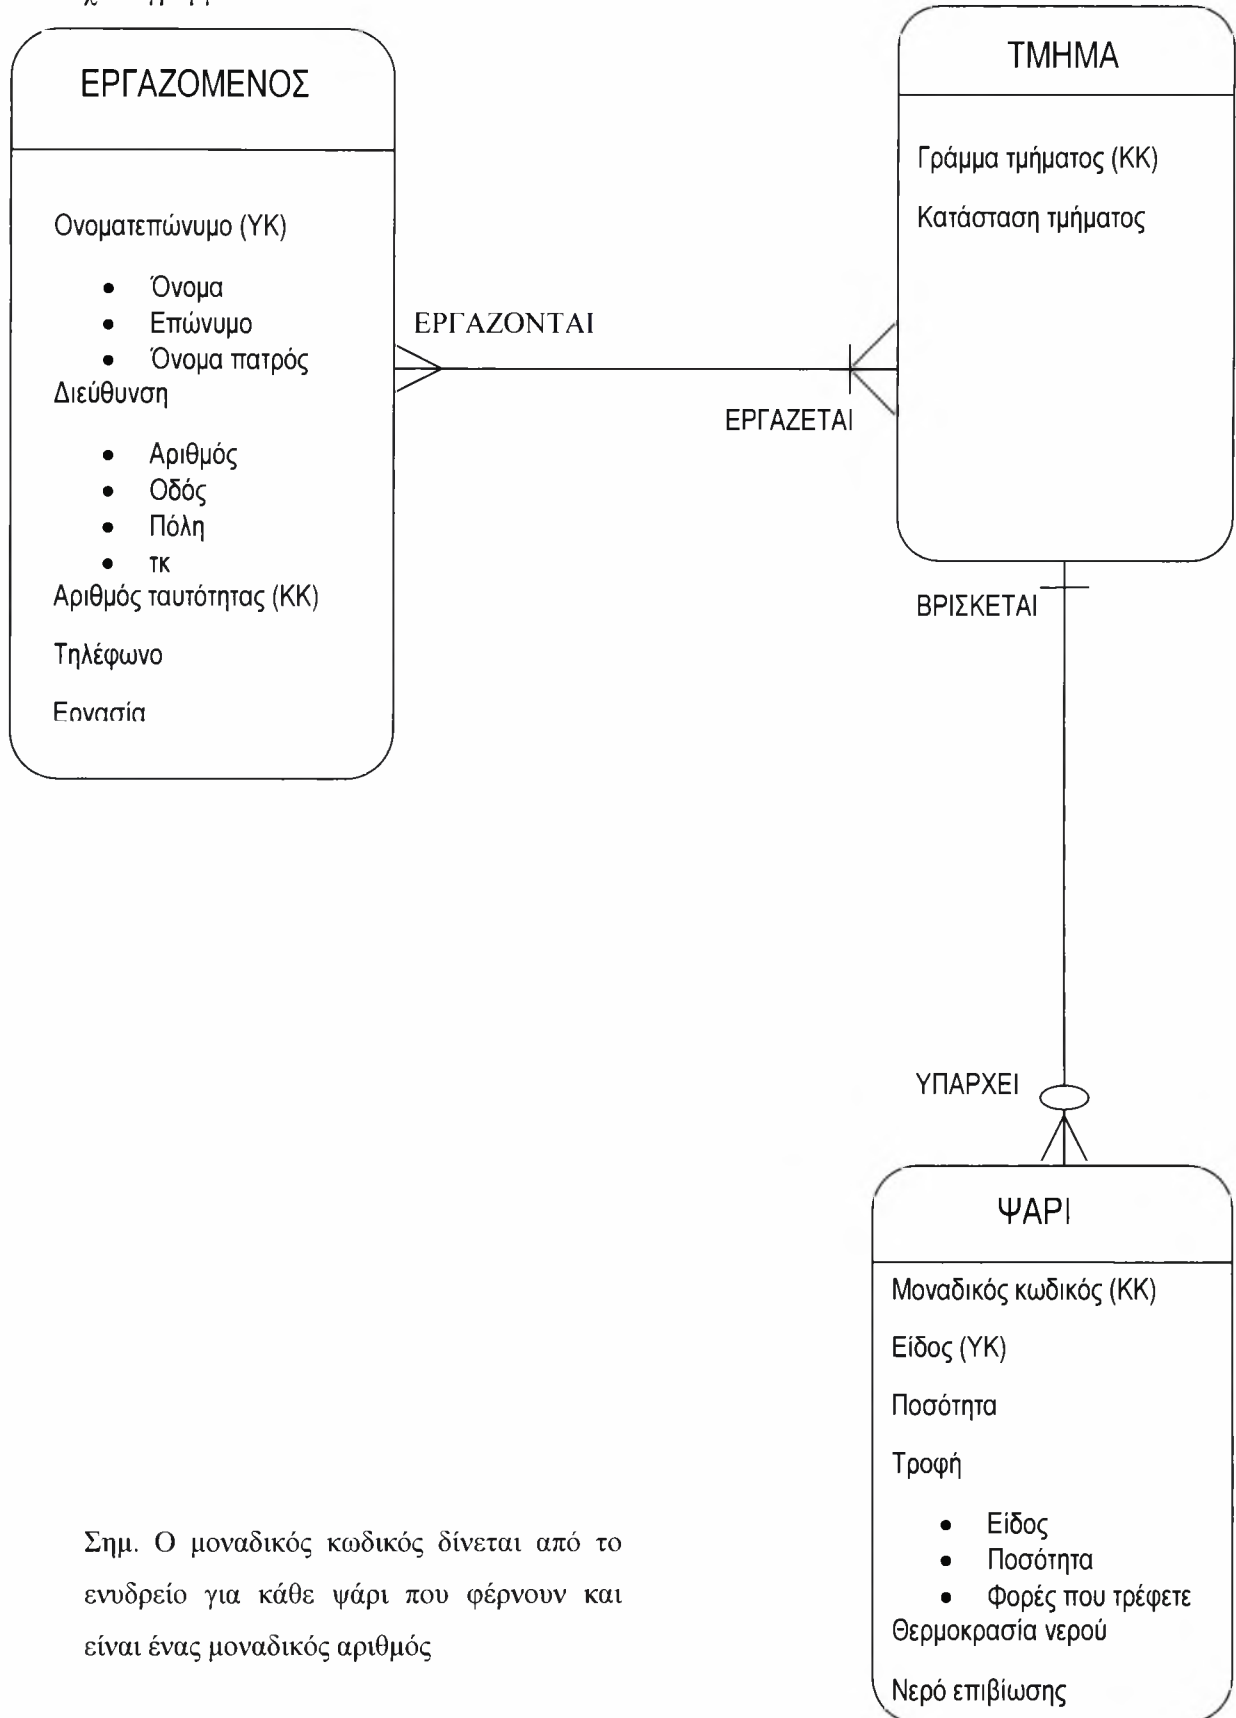 ΕΡΓΑΖΟΜΕΝΟΣ
Ονοματεπώνυμο (ΥΚ)
• Όνομα
• Επώνυμο
• Όνομα πατρός
Διεύθυνση
• Αριθμός
• Οδός
• Πόλη
• τκ
Αριθμός ταυτότητας (ΚΚ)
Τηλέφωνο
Εργασία
ΕΡΓΑΖΟΝΤΑΙ
ΕΡΓΑΖΕΤΑΙ
ΤΜΗΜΑ
Γράμμα τμήματος (ΚΚ)
Κατάσταση τμήματος
ΒΡΙΣΚΕΤΑΙ
ΥΠΑΡΧΕΙ
ΨΑΡΙ
Μοναδικός κωδικός (ΚΚ)
Είδος (ΥΚ)
Ποσότητα
Τροφή
• Είδος
• Ποσότητα
• Φορές που τρέφετε
Θερμοκρασία νερού
Νερό επιβίωσης
Σημ. Ο μοναδικός κωδικός δίνεται από το
ενυδρείο για κάθε ψάρι που φέρνουν και
είναι ένας μοναδικός αριθμός